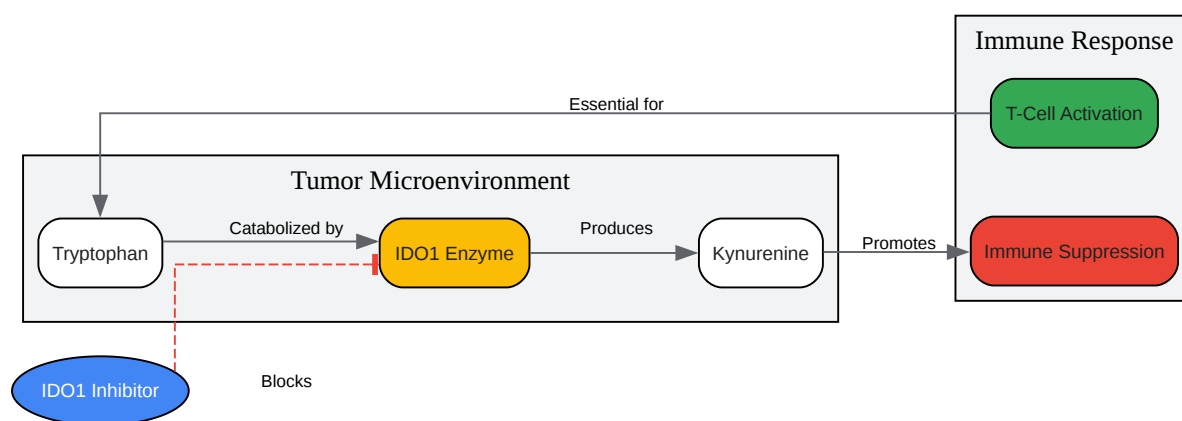 Immune Response
T-Cell Activation
Essential for
Tumor Microenvironment
Tryptophan
Catabolized by
IDO1 Enzyme
Produces
Kynurenine
Promotes
Immune Suppression
IDO1 Inhibitor
Blocks